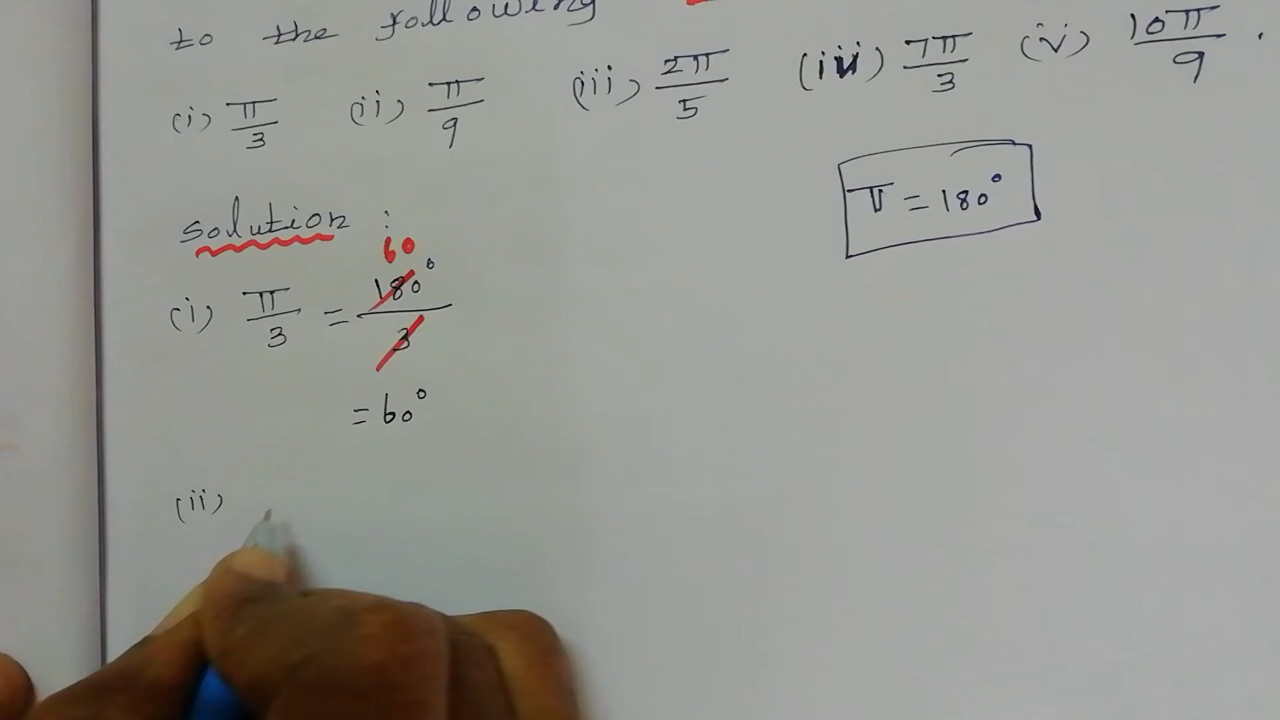 to the following
(i) π/3 (ii) π/9 (iii) 2π/5 (iv) 7π/3 (v) 10π/9 .
π = 180°
solution :
60
(i) π/3 = 180°/3
= 60°
(ii)